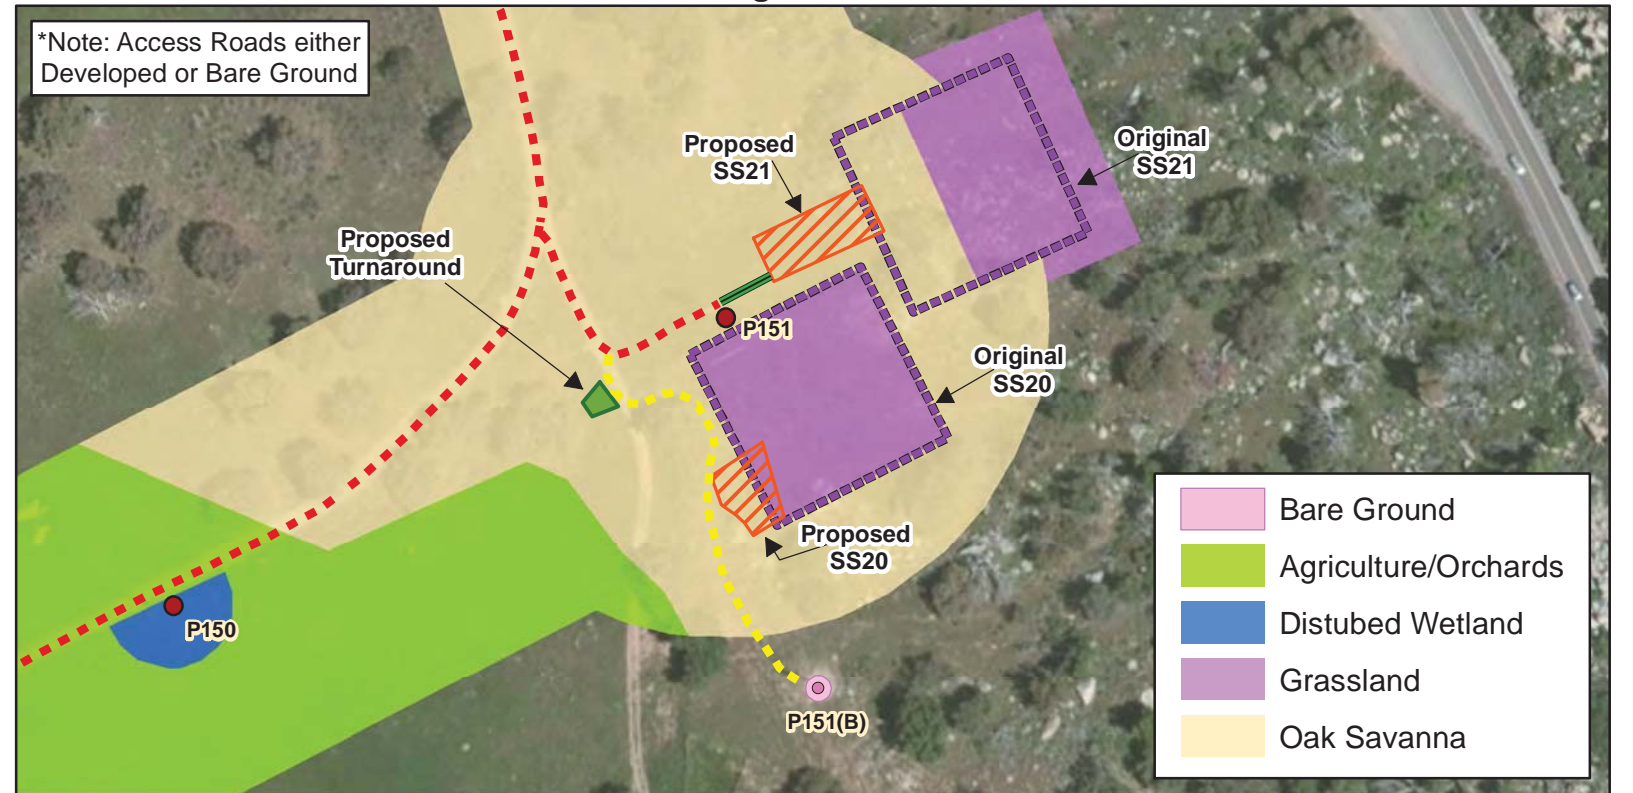 *Note: Access Roads either
Developed or Bare Ground
Proposed
SS21
Original
SS21
Proposed
Turnaround
P151
Original
SS20
Proposed
SS20
P150
P151(B)
Bare Ground
Agriculture/Orchards
Distubed Wetland
Grassland
Oak Savanna